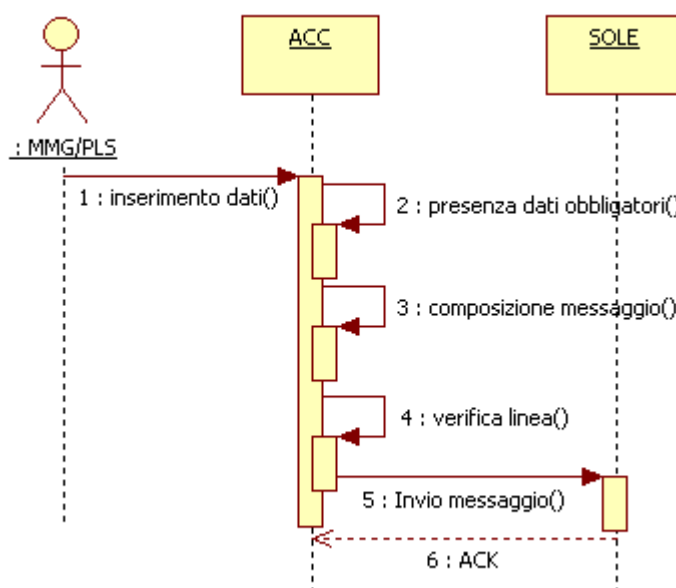 ACC
SOLE
: MMG/PLS
1 : inserimento dati()
2 : presenza dati obbligatori()
3 : composizione messaggio()
4 : verifica linea()
5 : Invio messaggio()
6 : ACK